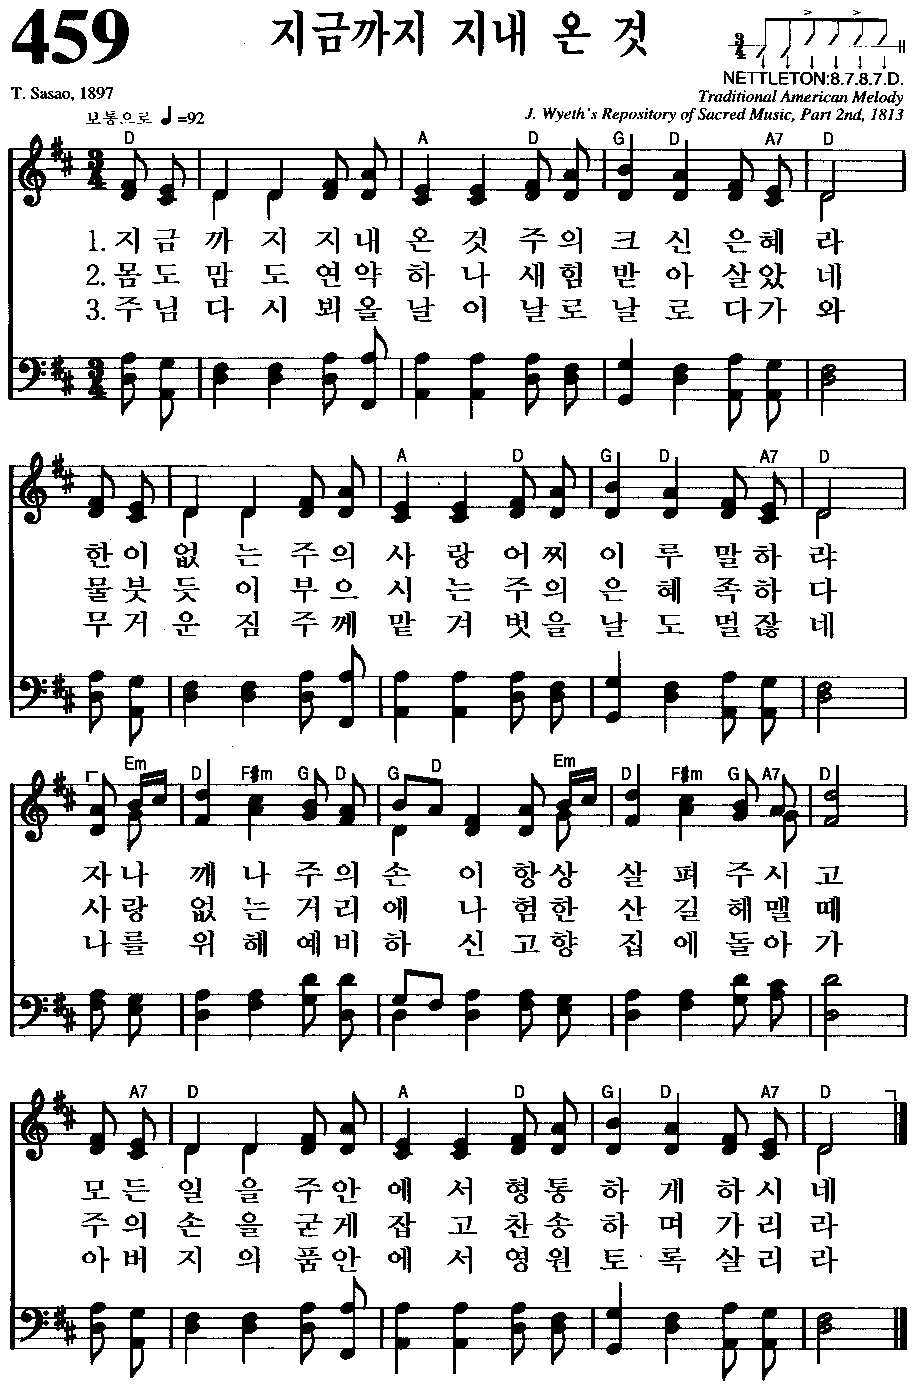 459 지금까지 지내 온 것
NETTLETON:8.7.8.7.D.
T. Sasao, 1897
Traditional American Melody
보통으로 ♩=92
J. Wyeth's Repository of Sacred Music, Part 2nd, 1813
D A D G D A7 D
3/4
1. 지 금 까 지 지 내 온 것 주 의 크 신 은 혜 라
2. 몸 도 맘 도 연 약 하 나 새 힘 받 아 살 았 네
3. 주 님 다 시 뵈 올 날 이 날 로 날 로 다 가 와
A D G D A7 D
한 이 없 는 주 의 사 랑 어 찌 이 루 말 하 랴
물 붓 듯 이 부 으 시 는 주 의 은 혜 족 하 다
무 거 운 짐 주 께 맡 겨 벗 을 날 도 멀 잖 네
Em D F#m G D G D Em D F#m G A7 D
자 나 깨 나 주 의 손 이 항 상 살 펴 주 시 고
사 랑 없 는 거 리 에 나 험 한 산 길 헤 맬 때
나 를 위 해 예 비 하 신 고 향 집 에 돌 아 가
A7 D A D G D A7 D
모 든 일 을 주 안 에 서 형 통 하 게 하 시 네
주 의 손 을 굳 게 잡 고 찬 송 하 며 가 리 라
아 버 지 의 품 안 에 서 영 원 토 록 살 리 라